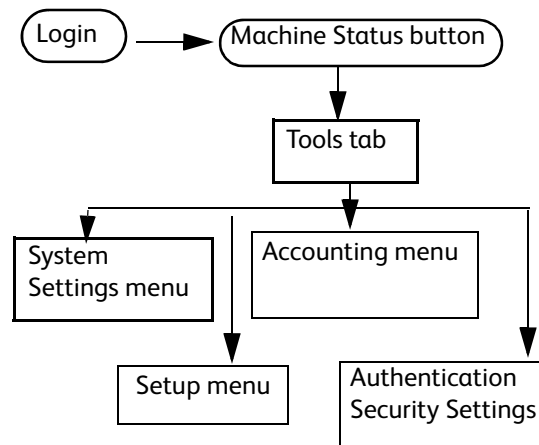 Login
Machine Status button
Tools tab
System
Settings menu
Accounting menu
Setup menu
Authentication
Security Settings